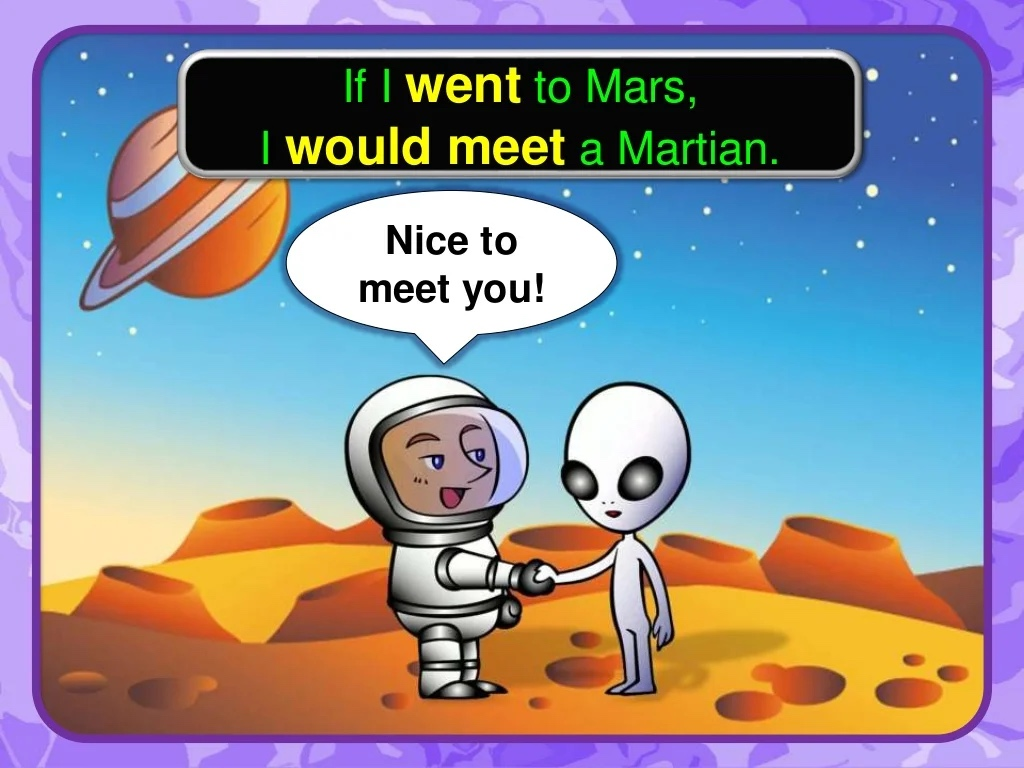 If I went to Mars,
I would meet a Martian.
Nice to
meet you!